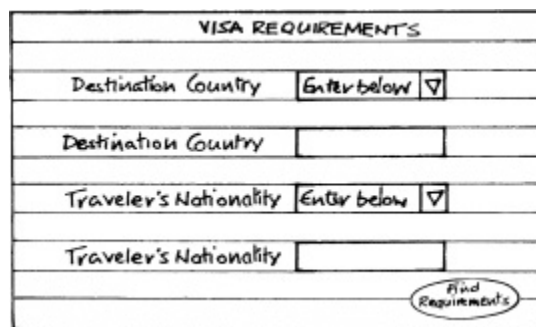 VISA REQUIREMENTS
Destination Country Enter below
Destination Country
Traveler's Nationality Enter below
Traveler's Nationality
Find
Requirements